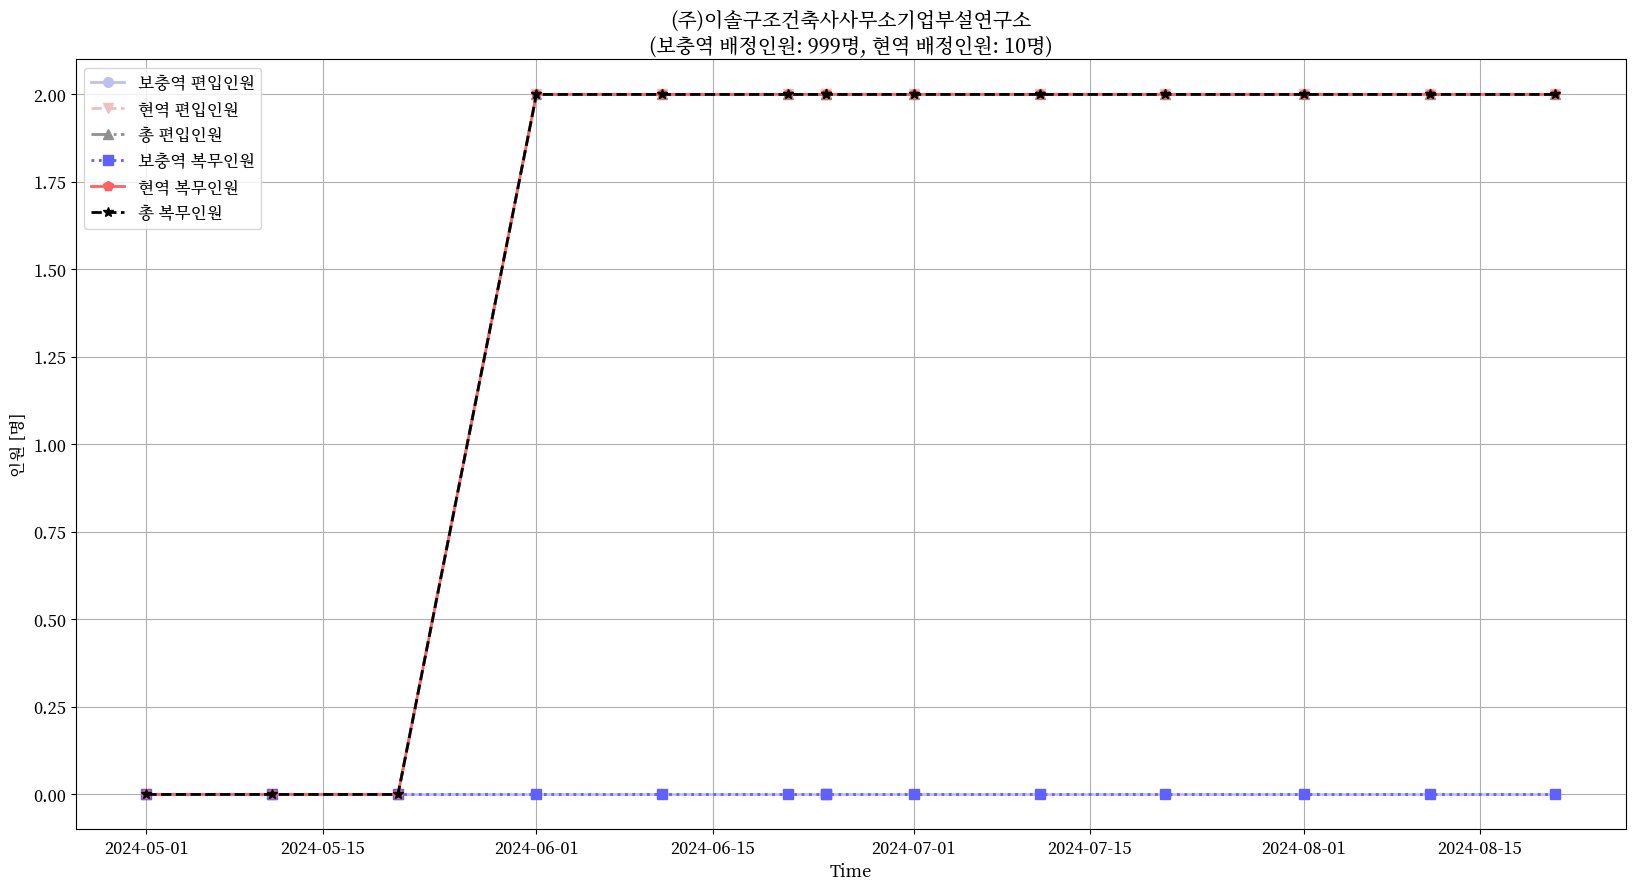 (주)이솔구조건축사사무소기업부설연구소
(보충역 배정인원: 999명, 현역 배정인원: 10명)
보충역 편입인원
현역 편입인원
총 편입인원
보충역 복무인원
현역 복무인원
총 복무인원
2.00
1.75
1.50
1.25
1.00
0.75
0.50
0.25
0.00
인원 [명]
2024-05-01 2024-05-15 2024-06-01 2024-06-15 2024-07-01 2024-07-15 2024-08-01 2024-08-15
Time